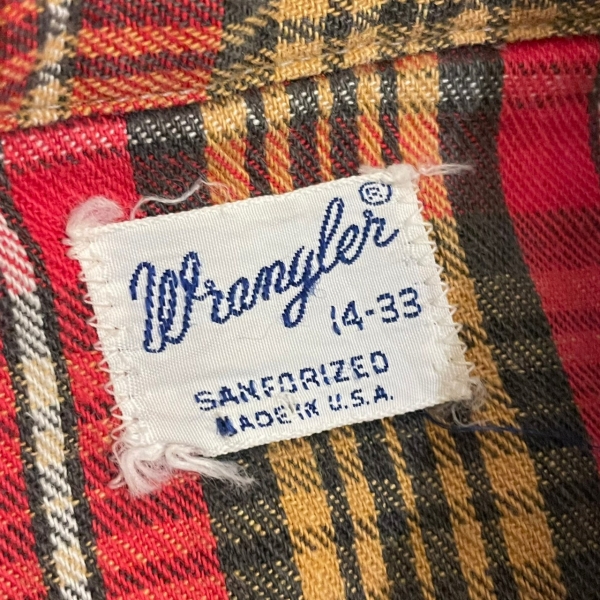 Wrangler®
14-33
SANFORIZED
MADE IN U.S.A.